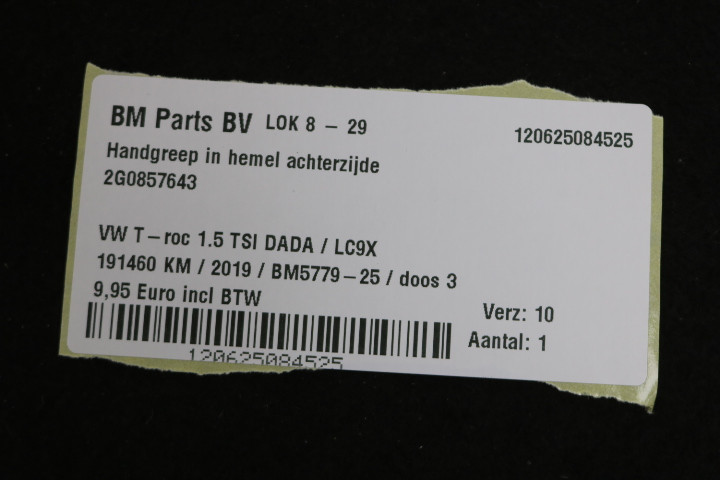 BM Parts BV LOK 8 - 29
120625084525
Handgreep in hemel achterzijde
2G0857643
VW T-roc 1.5 TSI DADA / LC9X
191460 KM / 2019 / BM5779-25 / doos 3
9,95 Euro incl BTW
Verz: 10
Aantal: 1
120625084525